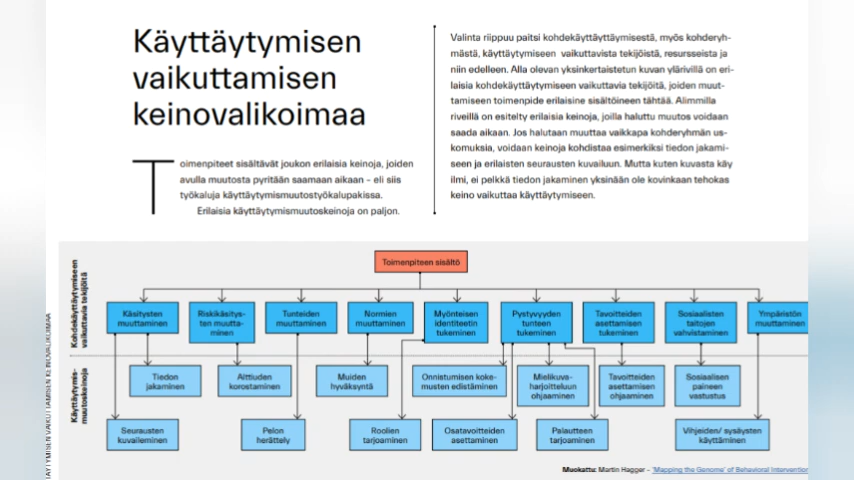 Käyttäytymisen
vaikuttamisen
keinovalikoimaa
Toimenpiteet sisältävät joukon erilaisia keinoja, joiden
avulla muutosta pyritään saamaan aikaan – eli siis
työkaluja käyttäytymismuutostyökalupakissa.
Erilaisia käyttäytymismuutoskeinoja on paljon.
Valinta riippuu paitsi kohdekäyttäyttäymisestä, myös kohderyh-
mästä, käyttäytymiseen vaikuttavista tekijöistä, resursseista ja
niin edelleen. Alla olevan yksinkertaistetun kuvan ylärivillä on eri-
laisia kohdekäyttäytymiseen vaikuttavia tekijöitä, joiden muut-
tamiseen toimenpide erilaisine sisältöineen tähtää. Alimmilla
riveillä on esitelty erilaisia keinoja, joilla haluttu muutos voidaan
saada aikaan. Jos halutaan muuttaa vaikkapa kohderyhmän us-
komuksia, voidaan keinoja kohdistaa esimerkiksi tiedon jakami-
seen ja erilaisten seurausten kuvailuun. Mutta kuten kuvasta käy
ilmi, ei pelkkä tiedon jakaminen yksinään ole kovinkaan tehokas
keino vaikuttaa käyttäytymiseen.
Kohdekäyttäytymiseen
vaikuttavia tekijöitä
Toimenpiteen sisältö
Käsitysten
muuttaminen
Riskikäsitys-
ten muutta-
minen
Tunteiden
muuttaminen
Normien
muuttaminen
Myönteisen
identiteetin
tukeminen
Pystyvyyden
tunteen
tukeminen
Tavoitteiden
asettamisen
tukeminen
Sosiaalisten
taitojen
vahvistaminen
Ympäristön
muuttaminen
Käyttäytymis-
muutoskeinoja
Tiedon
jakaminen
Alttiuden
korostaminen
Muiden
hyväksyntä
Onnistumisen koke-
musten edistäminen
Mielikuva-
harjoitteluun
ohjaaminen
Tavoitteiden
asettamisen
ohjaaminen
Sosiaalisen
paineen
vastustus
Seurausten
kuvaileminen
Pelon
herättely
Roolien
tarjoaminen
Osatavoitteiden
asettaminen
Palautteen
tarjoaminen
Vihjeiden/ sysäysten
käyttäminen
Muokattu: Martin Hagger – 'Mapping the Genome' of Behavioral Intervention
TÄYTYMISEN VAIKUTTAMISEN KEINOVALIKOIMAA